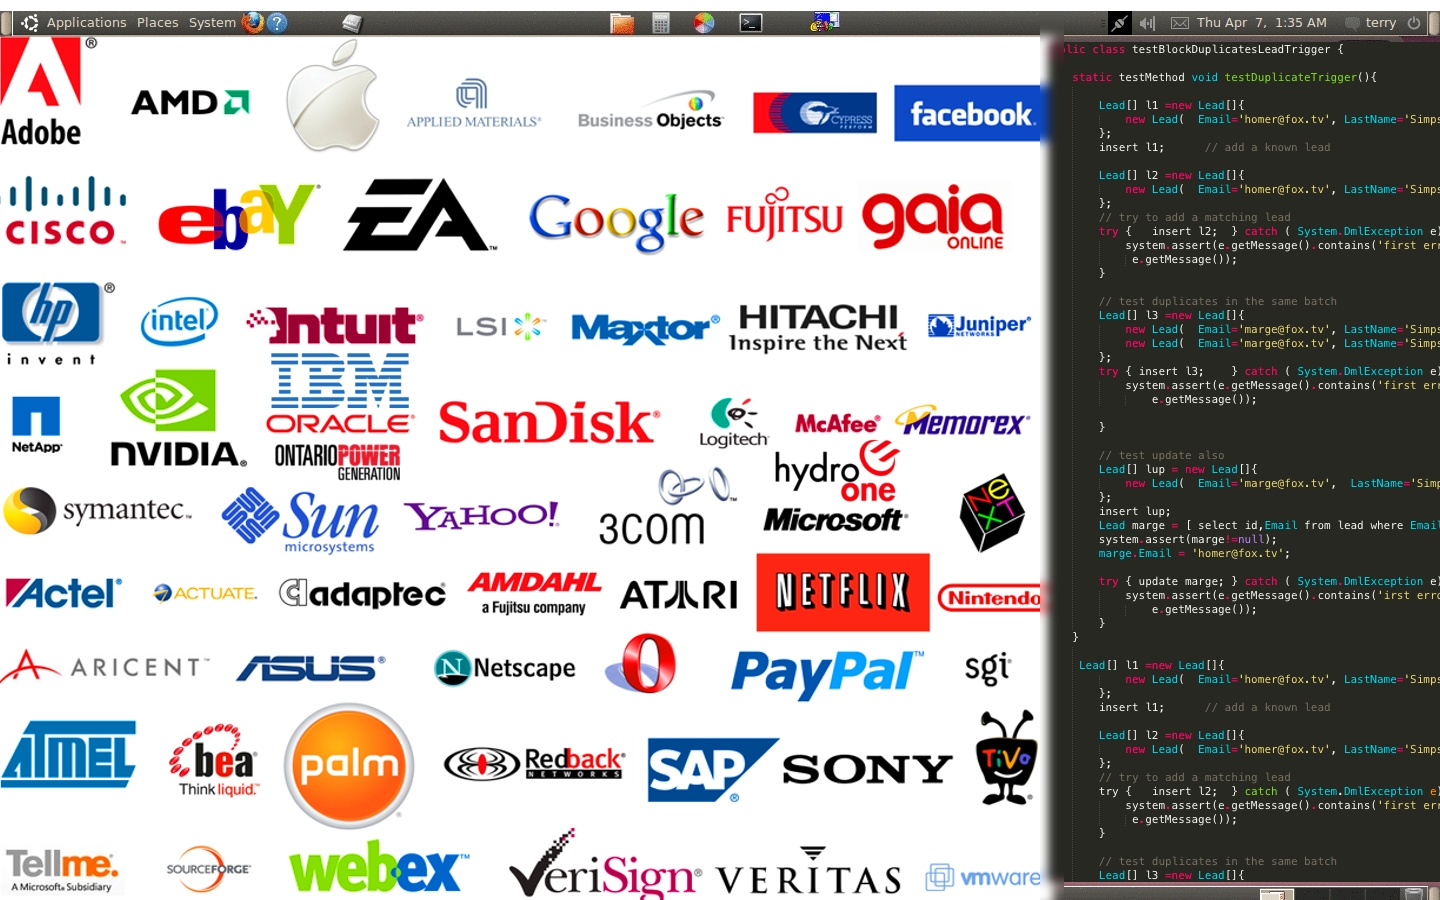 Applications Places System
Thu Apr 7, 1:35 AM terry
Adobe
AMD
APPLIED MATERIALS
Business Objects
CYPRESS
PERFORM
facebook.
CISCO
ebaY
EA
Google
FUJITSU
gaia
ONLINE
hp
invent
intel
Intuit
LSI
Maxtor
HITACHI
Inspire the Next
Juniper
NETWORKS
IBM
NetApp
NVIDIA.
ORACLE
ONTARIOPOWER
GENERATION
SanDisk
Logitech
McAfee
Memorex
hydro
one
symantec.
Sun
microsystems
YAHOO!
3COM
Microsoft
NeXT
Actel
ACTUATE.
adaptec
AMDAHL
a Fujitsu company
ATARI
NETFLIX
Nintendo
ARICENT
ASUS
N Netscape
O
PayPal
sgi
ATMEL
bea
Think liquid.
palm
Redback
NETWORKS
SAP
SONY
TiVo
Tellme.
A Microsoft Subsidiary
SOURCEFORGE
webex
VeriSign
VERITAS
vmware
lic class testBlockDuplicatesLeadTrigger {
static testMethod void testDuplicateTrigger(){
Lead[] l1 =new Lead[]{
new Lead( Email='homer@fox.tv', LastName='Simps
};
insert l1; // add a known lead
Lead[] l2 =new Lead[]{
new Lead( Email='homer@fox.tv', LastName='Simps
};
// try to add a matching lead
try { insert l2; } catch ( System.DmlException e)
system.assert(e.getMessage().contains('first err
e.getMessage());
}
// test duplicates in the same batch
Lead[] l3 =new Lead[]{
new Lead( Email='marge@fox.tv', LastName='Simps
new Lead( Email='marge@fox.tv', LastName='Simps
};
try { insert l3; } catch ( System.DmlException e)
system.assert(e.getMessage().contains('first err
e.getMessage());
}
// test update also
Lead[] lup = new Lead[]{
new Lead( Email='marge@fox.tv', LastName='Simp
};
insert lup;
Lead marge = [ select id,Email from lead where Email
system.assert(marge!=null);
marge.Email = 'homer@fox.tv';
try { update marge; } catch ( System.DmlException e)
system.assert(e.getMessage().contains('irst erro
e.getMessage());
}
}
Lead[] l1 =new Lead[]{
new Lead( Email='homer@fox.tv', LastName='Simps
};
insert l1; // add a known lead
Lead[] l2 =new Lead[]{
new Lead( Email='homer@fox.tv', LastName='Simps
};
// try to add a matching lead
try { insert l2; } catch ( System.DmlException e)
system.assert(e.getMessage().contains('first err
e.getMessage());
}
// test duplicates in the same batch
Lead[] l3 =new Lead[]{